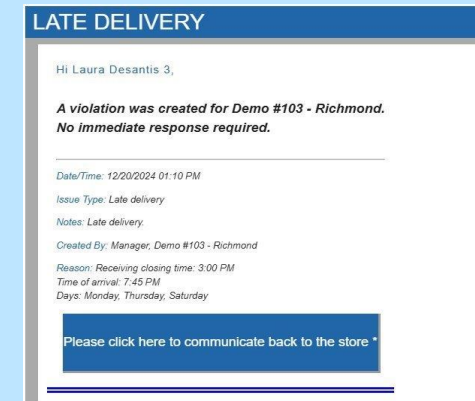 LATE DELIVERY
Hi Laura Desantis 3,
A violation was created for Demo #103 - Richmond.
No immediate response required.
Date/Time: 12/20/2024 01:10 PM
Issue Type: Late delivery
Notes: Late delivery.
Created By: Manager, Demo #103 - Richmond
Reason: Receiving closing time: 3:00 PM
Time of arrival: 7:45 PM
Days: Monday, Thursday, Saturday
Please click here to communicate back to the store *